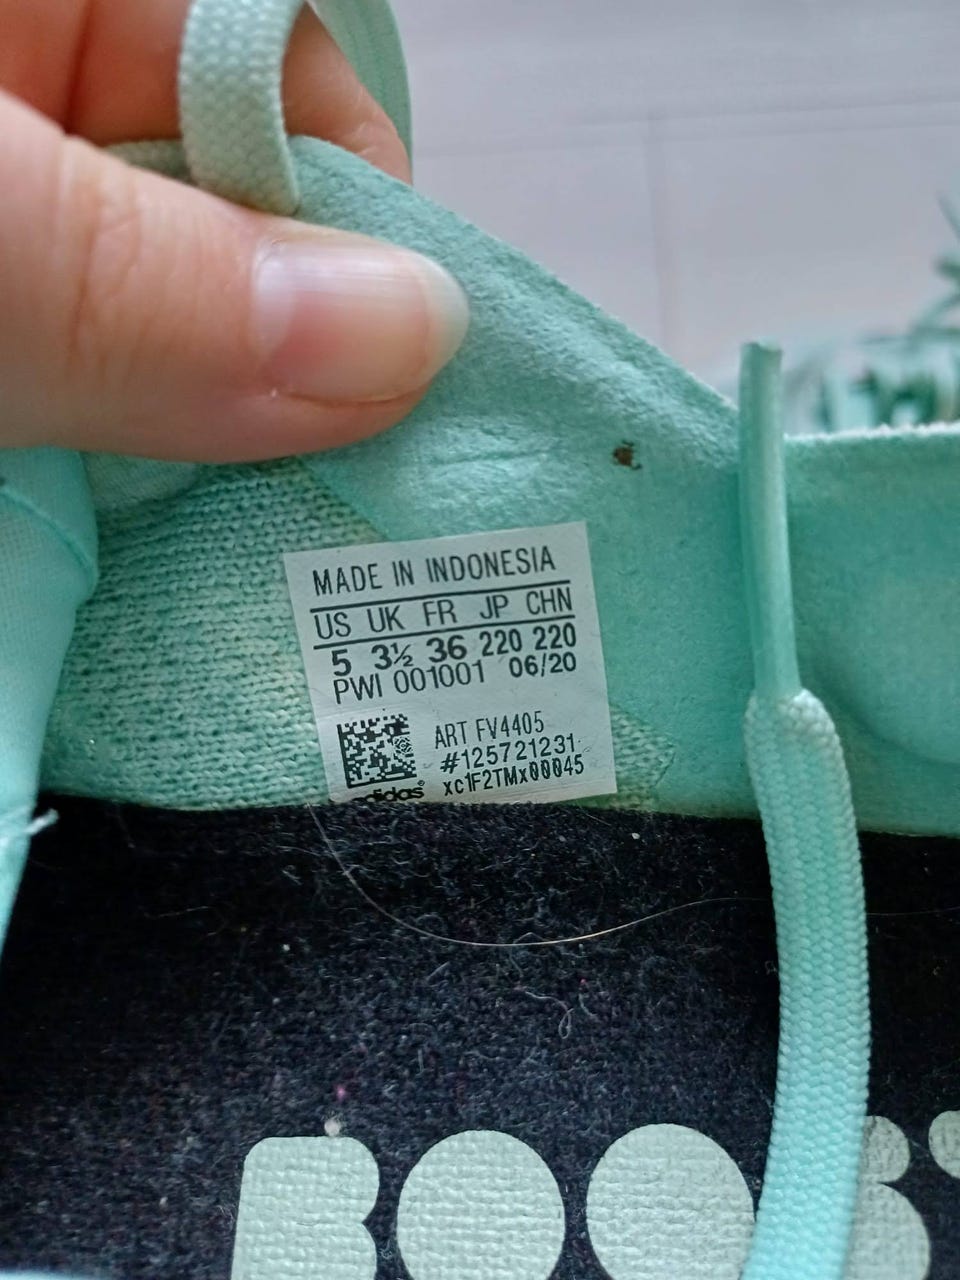 MADE IN INDONESIA
US UK FR JP CHN
5 3½ 36 220 220
PWI 001001 06/20
ART FV4405
#125721231
xc1F2TMx00045
adidas®